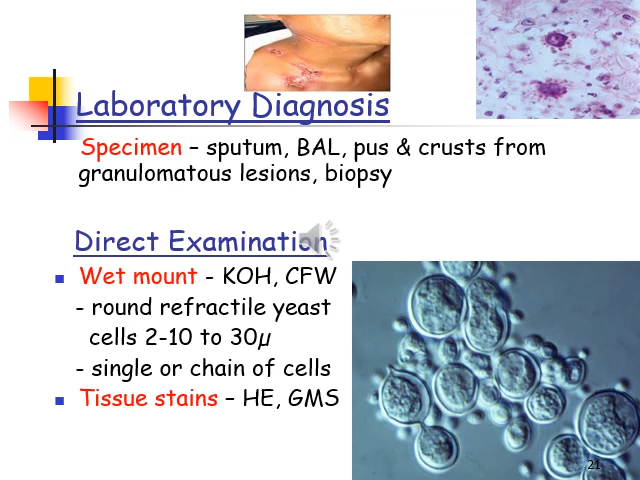 Laboratory Diagnosis
Specimen – sputum, BAL, pus & crusts from
granulomatous lesions, biopsy
Direct Examination
Wet mount - KOH, CFW
- round refractile yeast
cells 2-10 to 30µ
- single or chain of cells
Tissue stains – HE, GMS
21